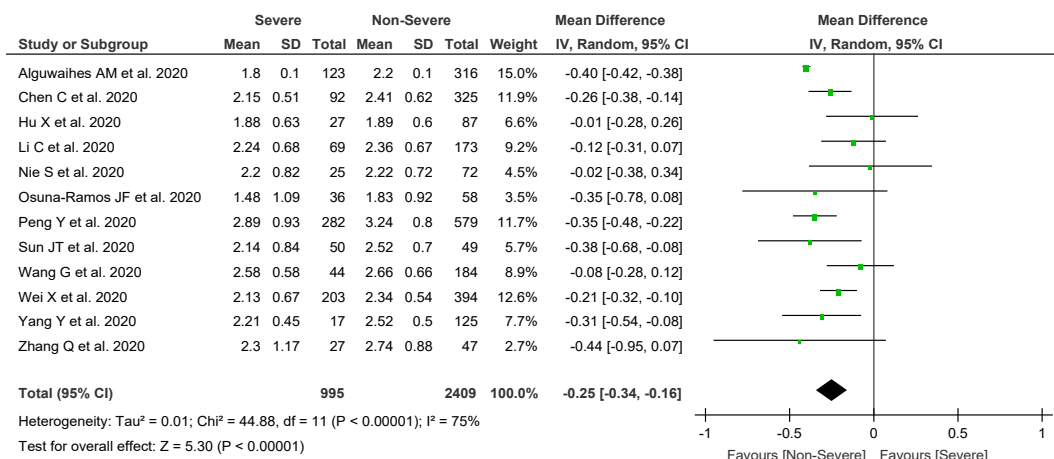 Severe Non-Severe Mean Difference Mean Difference
Study or Subgroup Mean SD Total Mean SD Total Weight IV, Random, 95% CI IV, Random, 95% CI
Alguwaihes AM et al. 2020 1.8 0.1 123 2.2 0.1 316 15.0% -0.40 [-0.42, -0.38]
Chen C et al. 2020 2.15 0.51 92 2.41 0.62 325 11.9% -0.26 [-0.38, -0.14]
Hu X et al. 2020 1.88 0.63 27 1.89 0.6 87 6.6% -0.01 [-0.28, 0.26]
Li C et al. 2020 2.24 0.68 69 2.36 0.67 173 9.2% -0.12 [-0.31, 0.07]
Nie S et al. 2020 2.2 0.82 25 2.22 0.72 72 4.6% -0.02 [-0.38, 0.34]
Osuna-Ramos JF et al. 2020 1.48 1.09 36 1.83 0.92 58 3.5% -0.35 [-0.78, 0.08]
Peng Y et al. 2020 2.89 0.93 282 3.24 0.8 579 11.7% -0.35 [-0.48, -0.22]
Sun JT et al. 2020 2.14 0.84 50 2.52 0.7 49 5.7% -0.38 [-0.68, -0.08]
Wang G et al. 2020 2.58 0.58 44 2.66 0.66 184 8.9% -0.08 [-0.28, 0.12]
Wei X et al. 2020 2.13 0.67 203 2.34 0.54 394 12.6% -0.21 [-0.32, -0.10]
Yang Y et al. 2020 2.21 0.45 17 2.52 0.5 125 7.7% -0.31 [-0.54, -0.08]
Zhang Q et al. 2020 2.3 1.17 27 2.74 0.88 47 2.7% -0.44 [-0.95, 0.07]
Total (95% CI) 995 2409 100.0% -0.25 [-0.34, -0.16]
Heterogeneity: Tau² = 0.01; Chi² = 44.88, df = 11 (P < 0.00001); I² = 75%
Test for overall effect: Z = 5.30 (P < 0.00001)
-1 -0.5 0 0.5 1
Favours [Non-Severe] Favours [Severe]